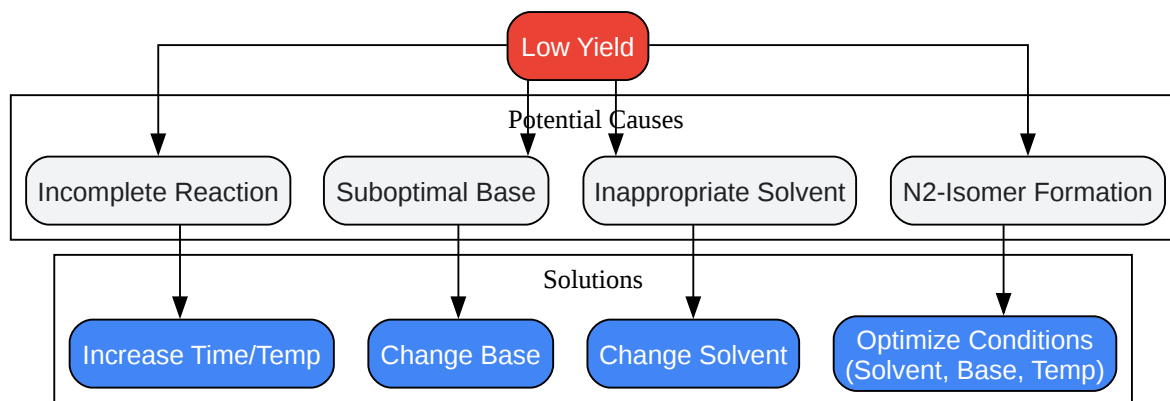 Low Yield
Potential Causes
Incomplete Reaction
Suboptimal Base
Inappropriate Solvent
N2-Isomer Formation
Solutions
Increase Time/Temp
Change Base
Change Solvent
Optimize Conditions
(Solvent, Base, Temp)